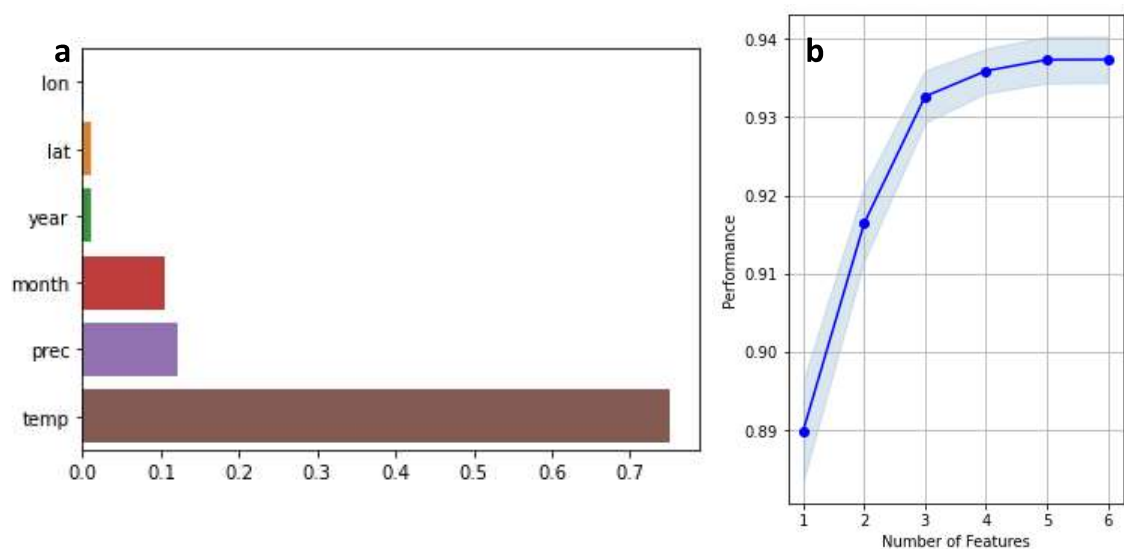 a
lon
lat
year
month
prec
temp
0.0 0.1 0.2 0.3 0.4 0.5 0.6 0.7
b
0.94
0.93
0.92
0.91
0.90
0.89
Performance
1 2 3 4 5 6
Number of Features